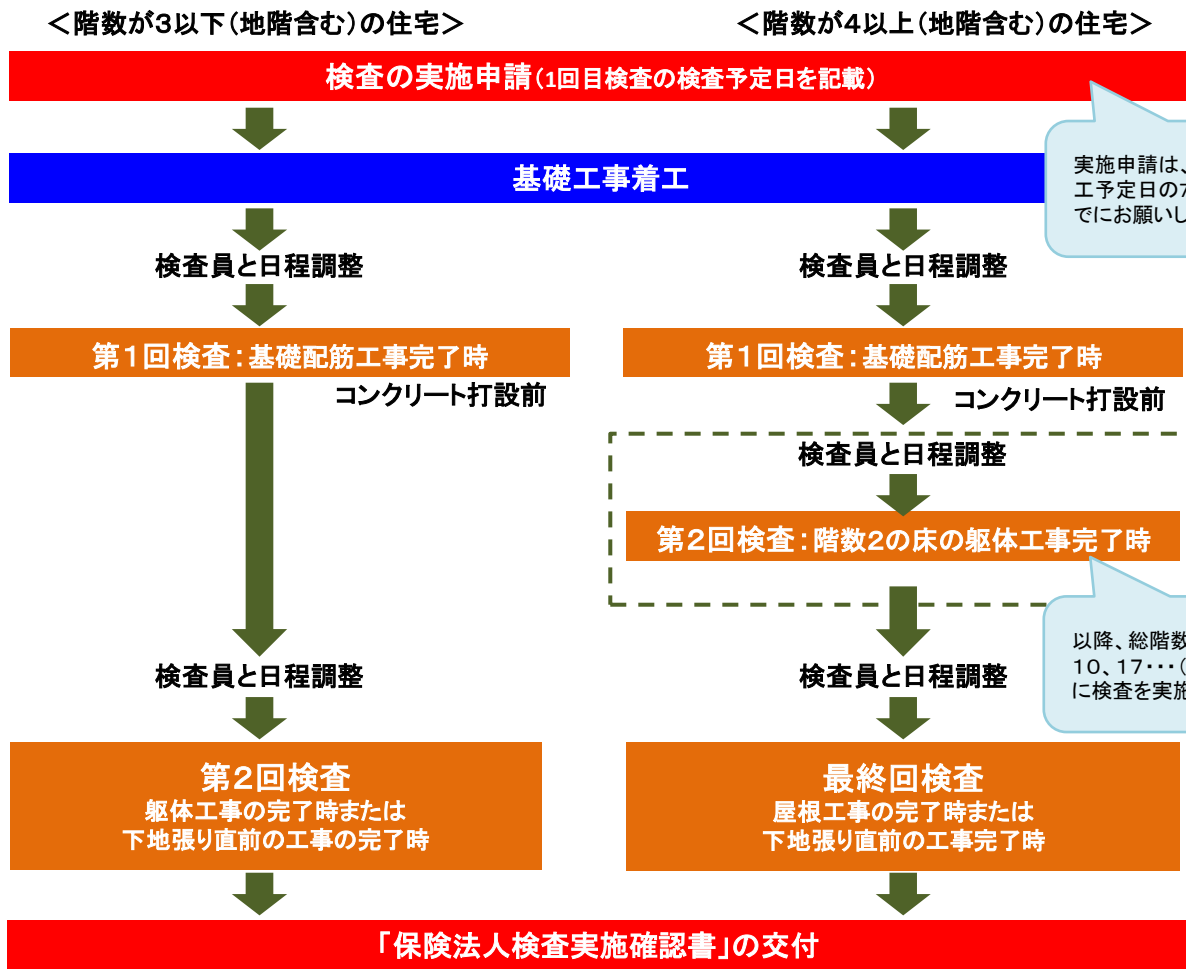 ＜階数が3以下（地階含む）の住宅＞
＜階数が4以上（地階含む）の住宅＞
検査の実施申請（1回目検査の検査予定日を記載）
実施申請は、
工予定日の
でにお願いし
基礎工事着工
検査員と日程調整
検査員と日程調整
第1回検査：基礎配筋工事完了時
第1回検査：基礎配筋工事完了時
コンクリート打設前
コンクリート打設前
検査員と日程調整
第2回検査：階数2の床の躯体工事完了時
以降、総階数
10、17・・・（
に検査を実施
検査員と日程調整
検査員と日程調整
第2回検査
躯体工事の完了時または
下地張り直前の工事の完了時
最終回検査
屋根工事の完了時または
下地張り直前の工事完了時
「保険法人検査実施確認書」の交付